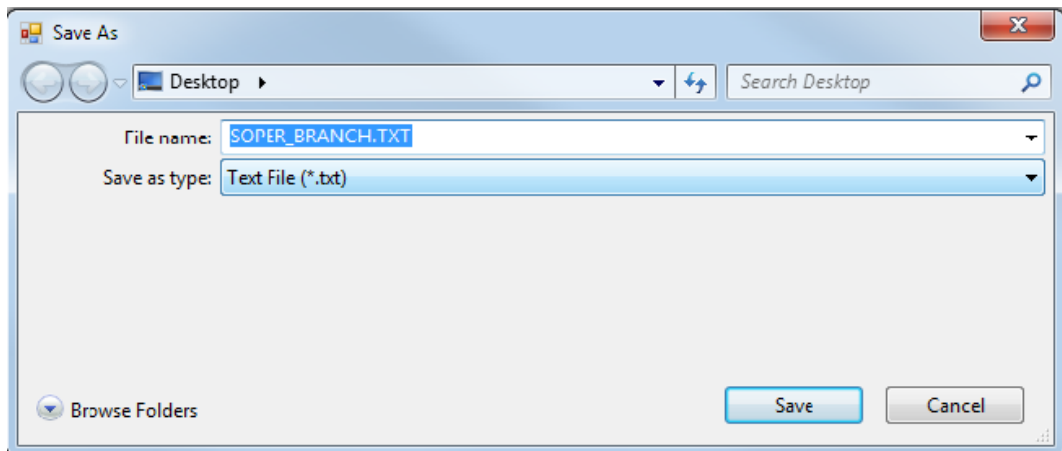 Save As
Desktop
Search Desktop
File name: SOPER_BRANCH.TXT
Save as type: Text File (*.txt)
Browse Folders
Save Cancel